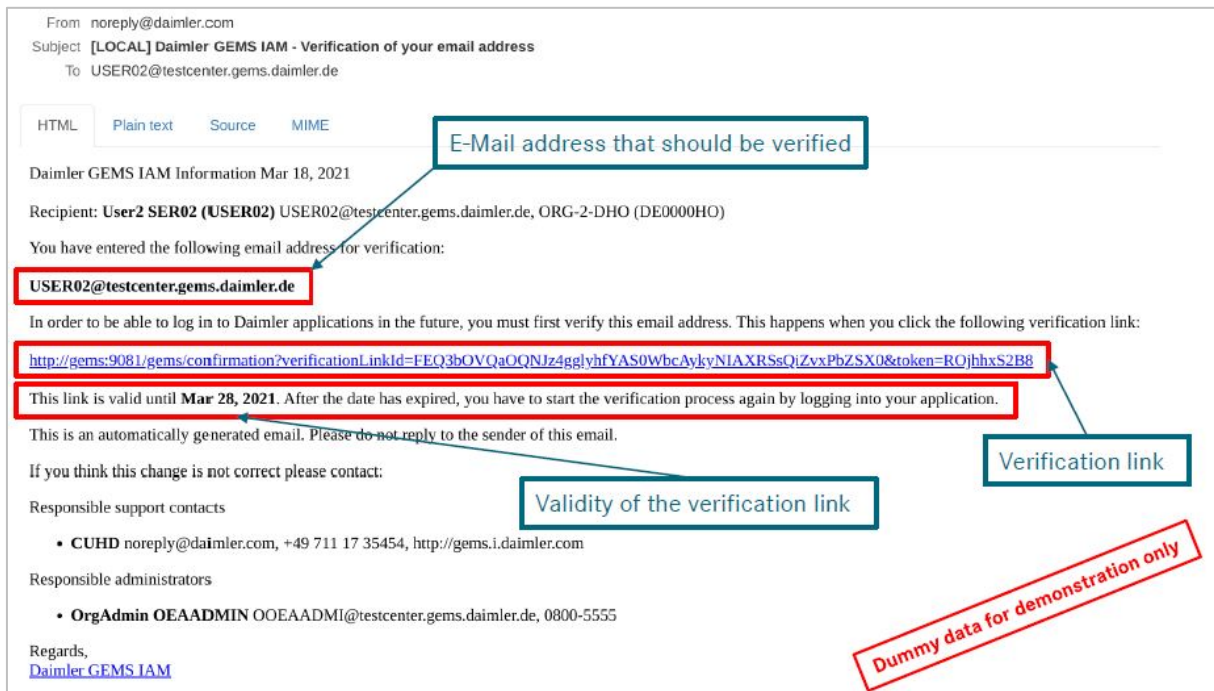 From noreply@daimler.com
Subject [LOCAL] Daimler GEMS IAM - Verification of your email address
To USER02@testcenter.gems.daimler.de
HTML Plain text Source MIME
E-Mail address that should be verified
Daimler GEMS IAM Information Mar 18, 2021
Recipient: User2 SER02 (USER02) USER02@testcenter.gems.daimler.de, ORG-2-DHO (DE0000HO)
You have entered the following email address for verification:
USER02@testcenter.gems.daimler.de
In order to be able to log in to Daimler applications in the future, you must first verify this email address. This happens when you click the following verification link:
http://gems:9081/gems/confirmation?verificationLinkId=FEQ3bOVQaOQNJz4gglyhfYAS0WbcAykyNIAXRSsQiZvxPbZSX0&token=ROjhhxS2B8
This link is valid until Mar 28, 2021. After the date has expired, you have to start the verification process again by logging into your application.
This is an automatically generated email. Please do not reply to the sender of this email.
Verification link
If you think this change is not correct please contact:
Validity of the verification link
Responsible support contacts
• CUHD noreply@daimler.com, +49 711 17 35454, http://gems.i.daimler.com
Responsible administrators
• OrgAdmin OEAADMIN OOEAADMI@testcenter.gems.daimler.de, 0800-5555
Dummy data for demonstration only
Regards,
Daimler GEMS IAM